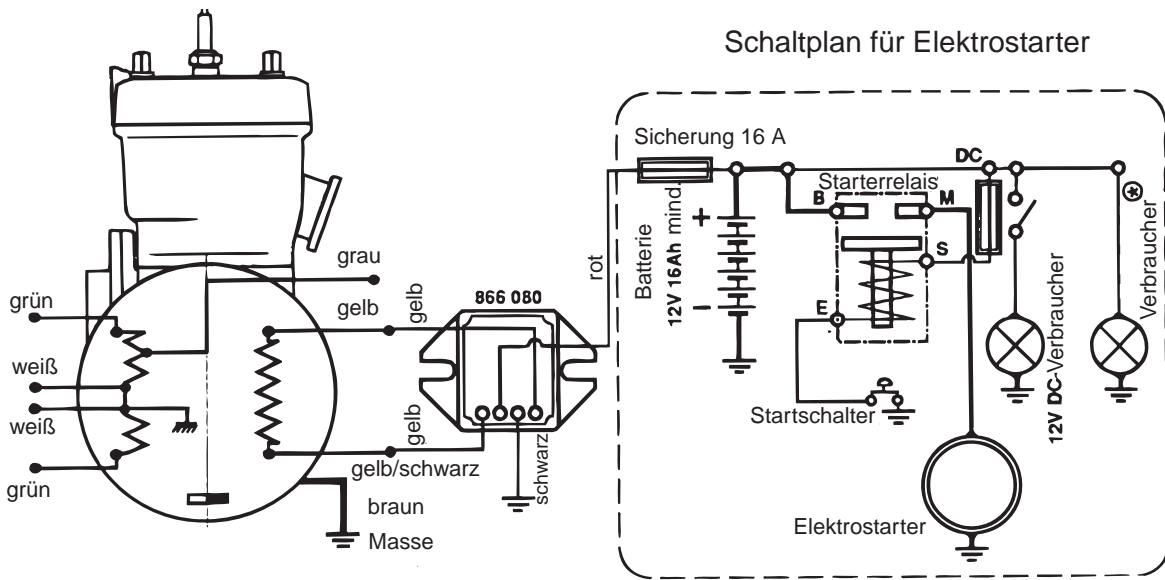 Schaltplan für Elektrostarter
Sicherung 16 A
DC
Starterrelais
B
M
S
E
+
−
Batterie
12V 16Ah mind.
rot
Verbraucher
12V DC-Verbraucher
Startschalter
Elektrostarter
grau
grün
gelb
gelb
866 080
weiß
weiß
grün
gelb
gelb/schwarz
schwarz
braun
Masse